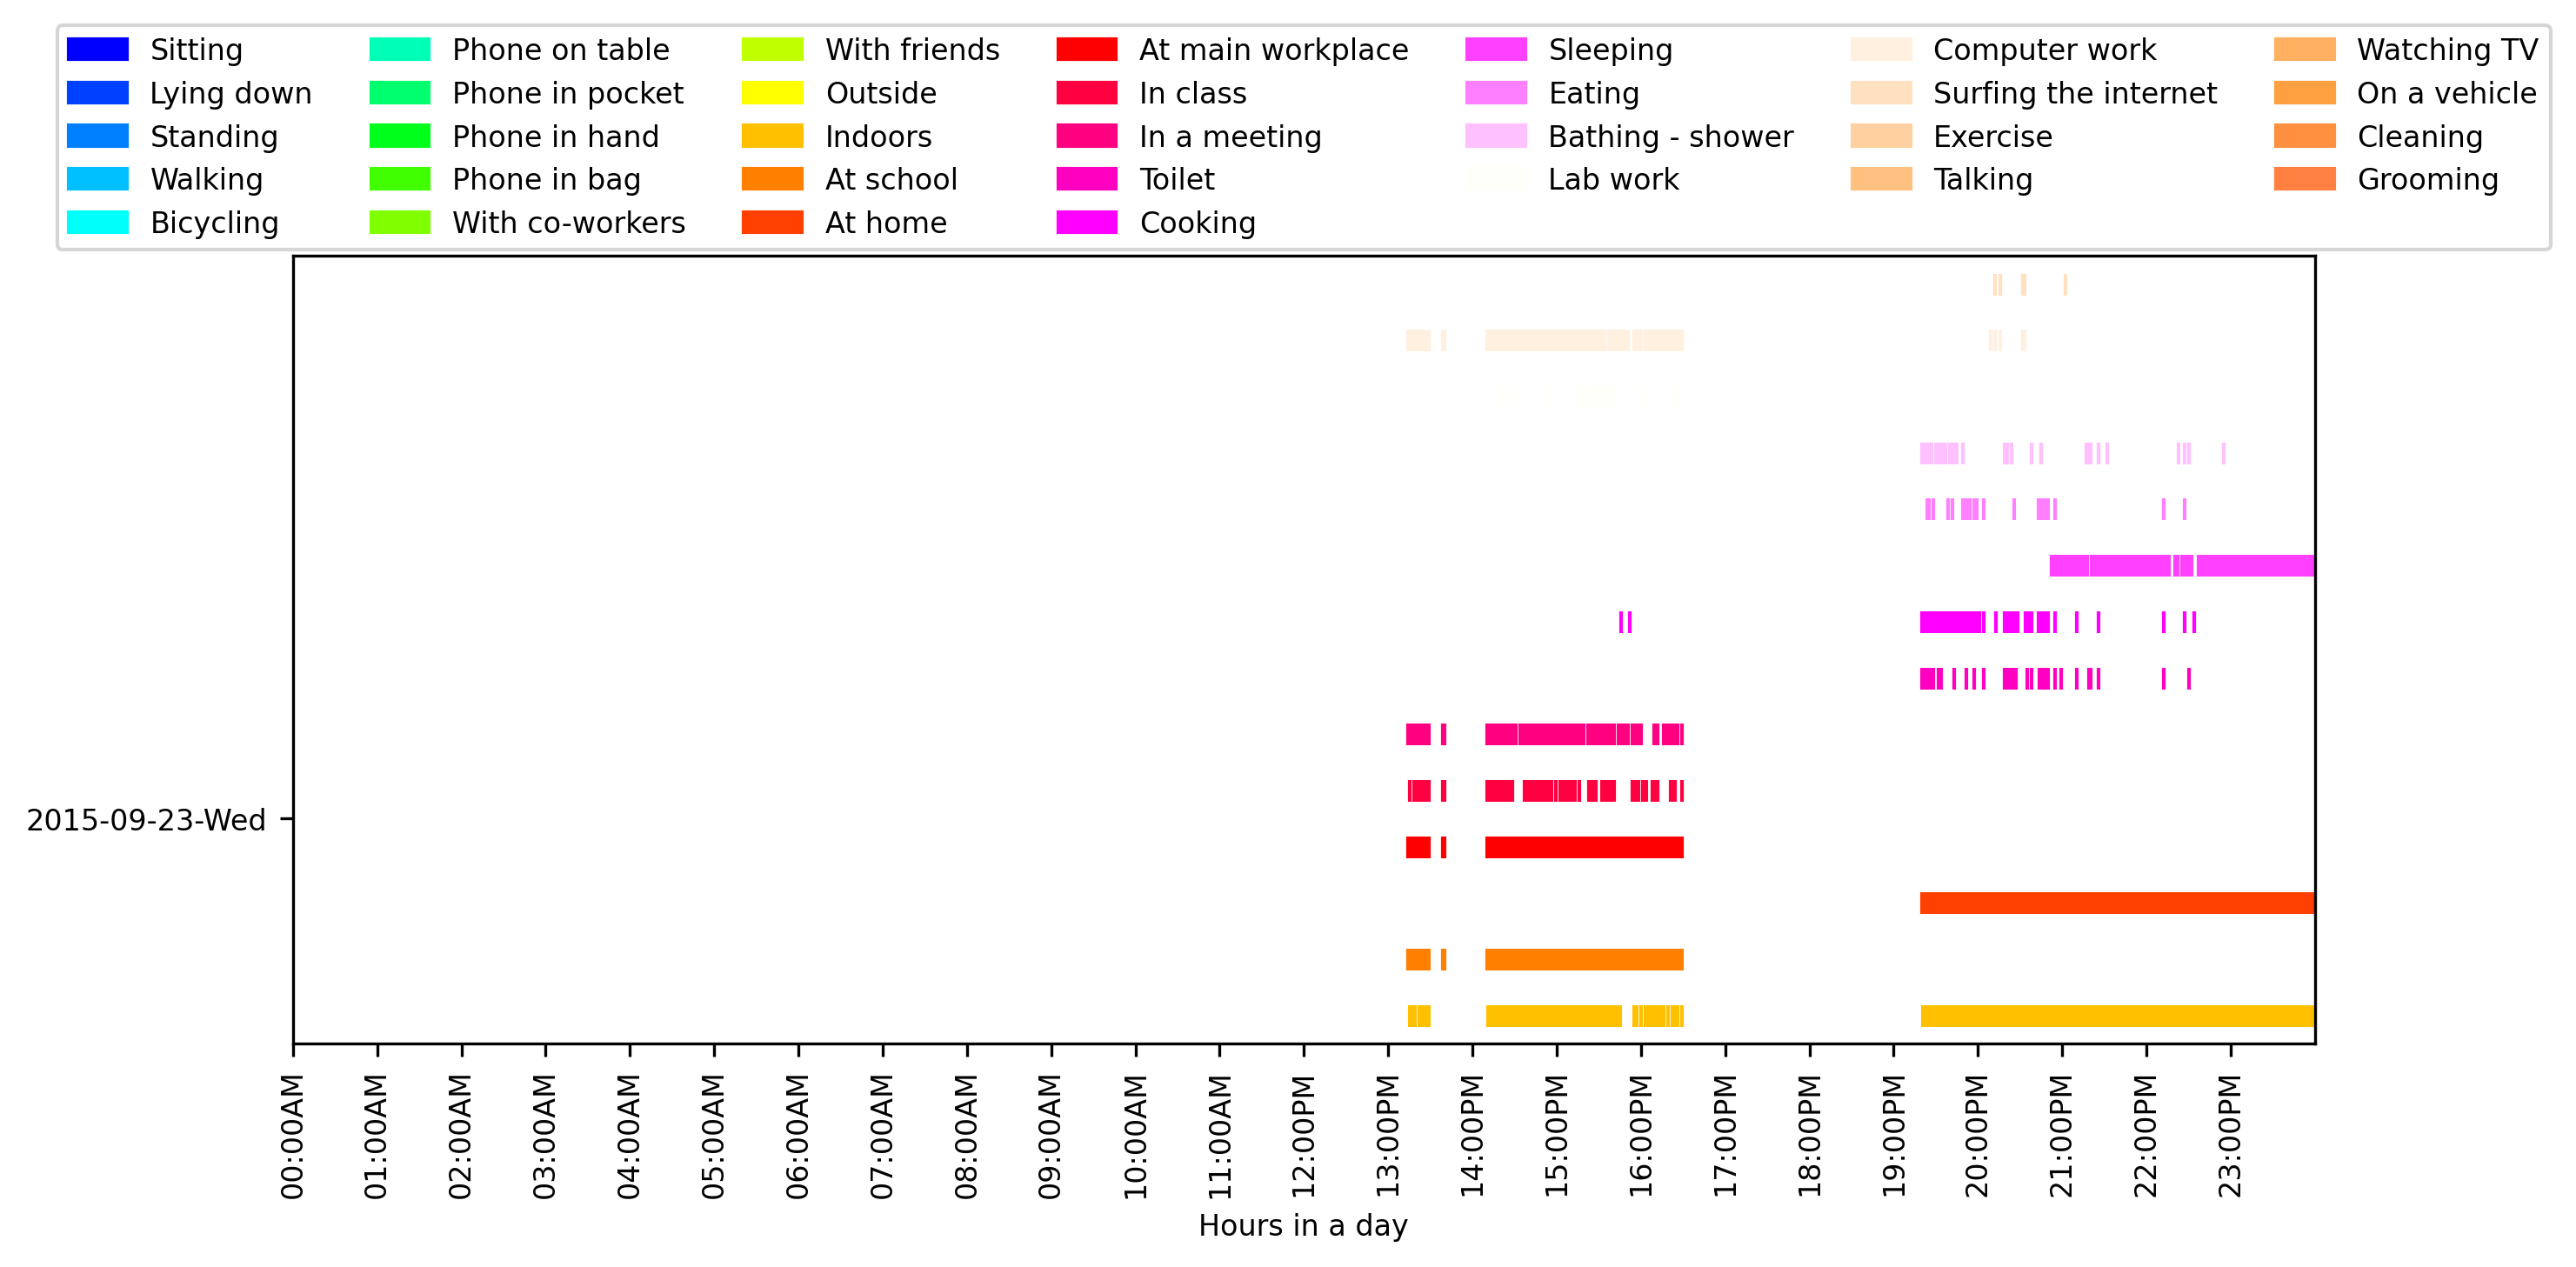 Sitting
Lying down
Standing
Walking
Bicycling
Phone on table
Phone in pocket
Phone in hand
Phone in bag
With co-workers
With friends
Outside
Indoors
At school
At home
At main workplace
In class
In a meeting
Toilet
Cooking
Sleeping
Eating
Bathing - shower
Lab work
Computer work
Surfing the internet
Exercise
Talking
Watching TV
On a vehicle
Cleaning
Grooming
2015-09-23-Wed
00:00AM
01:00AM
02:00AM
03:00AM
04:00AM
05:00AM
06:00AM
07:00AM
08:00AM
09:00AM
10:00AM
11:00AM
12:00PM
13:00PM
14:00PM
15:00PM
16:00PM
17:00PM
18:00PM
19:00PM
20:00PM
21:00PM
22:00PM
23:00PM
Hours in a day